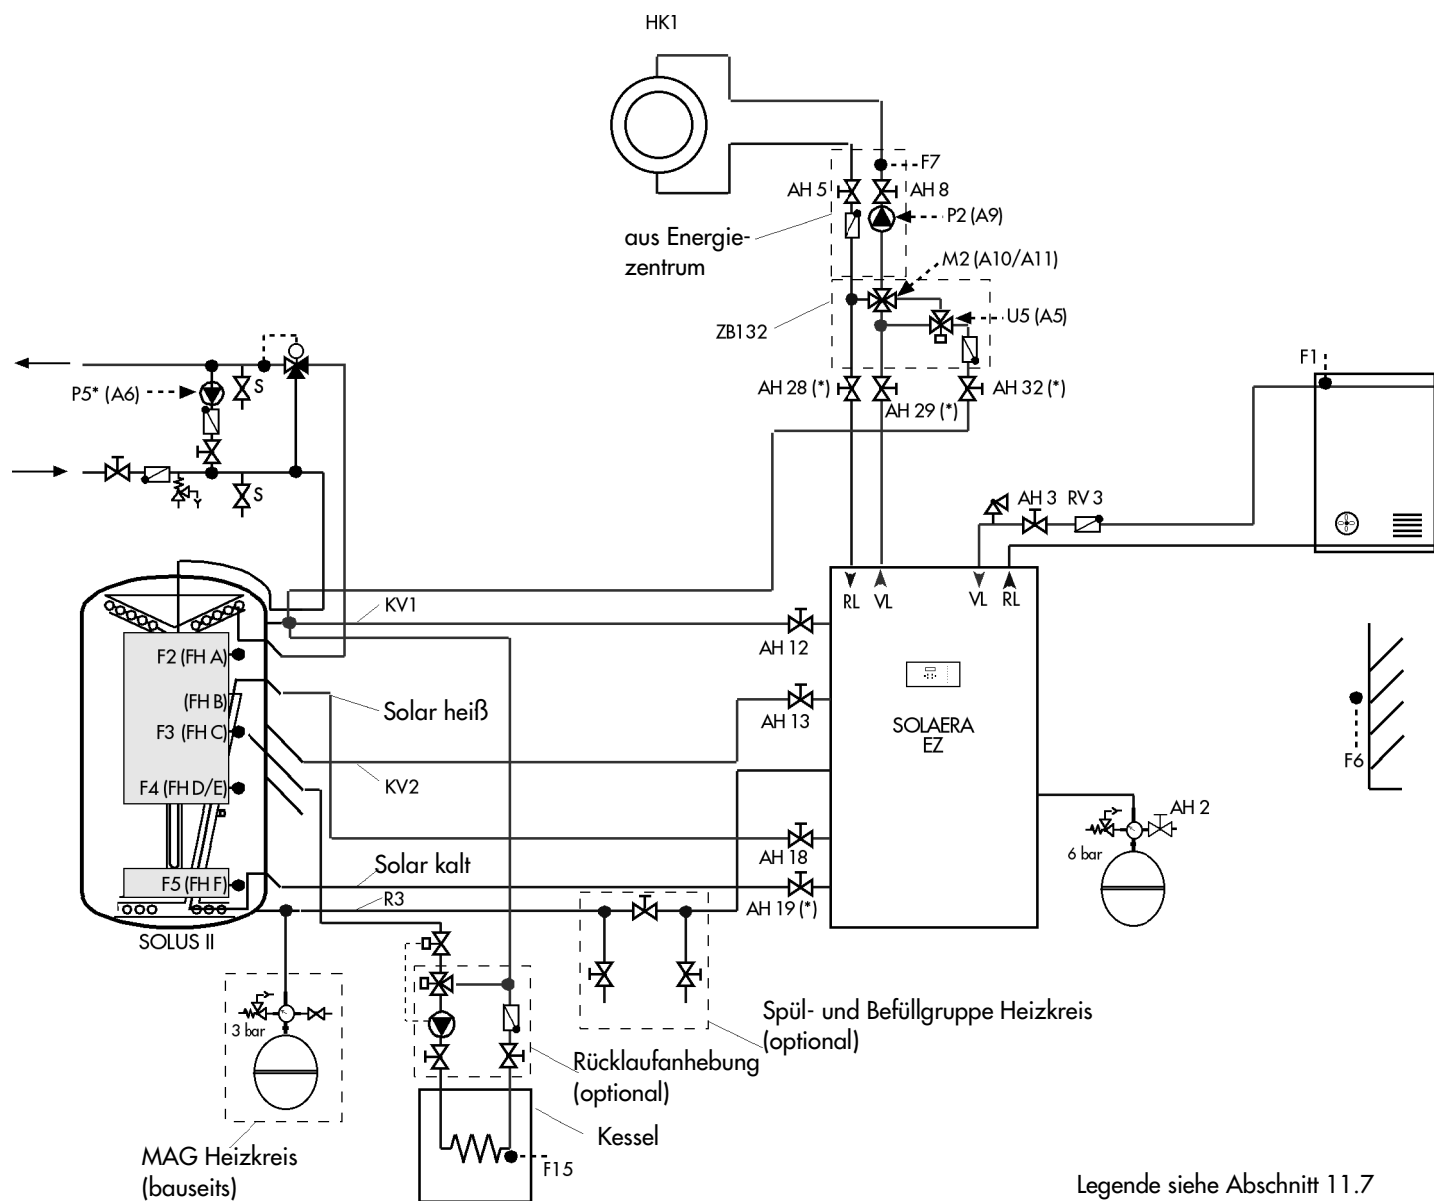 HK1
F7
AH 5
AH 8
P2 (A9)
aus Energie-
zentrum
M2 (A10/A11)
ZB132
U5 (A5)
F1
AH 28 (*)
AH 29 (*)
AH 32 (*)
P5* (A6)
S
S
AH 3
RV 3
RL
VL
VL
RL
KV1
AH 12
F2 (FH A)
(FH B)
Solar heiß
AH 13
SOLAERA
EZ
F3 (FH C)
KV2
F6
F4 (FH D/E)
AH 2
6 bar
AH 18
Solar kalt
F5 (FH F)
R3
AH 19 (*)
SOLUS II
3 bar
Spül- und Befüllgruppe Heizkreis
(optional)
Rücklaufanhebung
(optional)
Kessel
MAG Heizkreis
(bauseits)
F15
Legende siehe Abschnitt 11.7